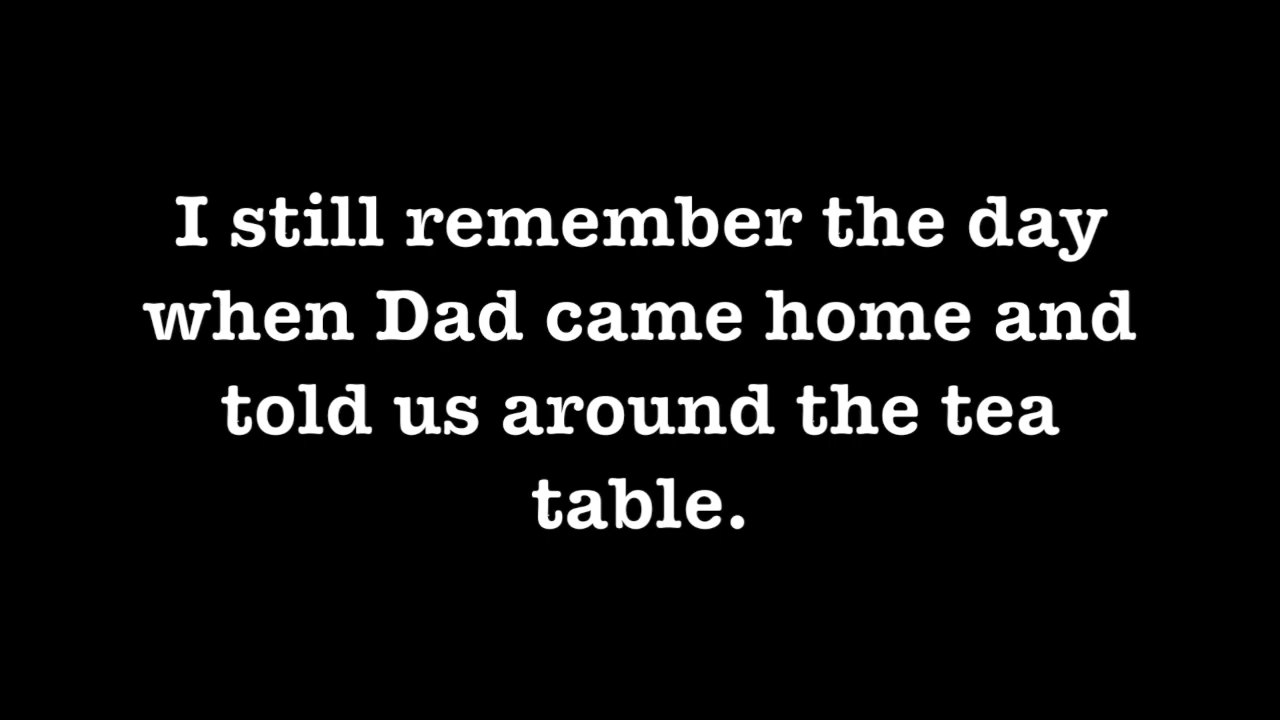 I still remember the day
when Dad came home and
told us around the tea
table.